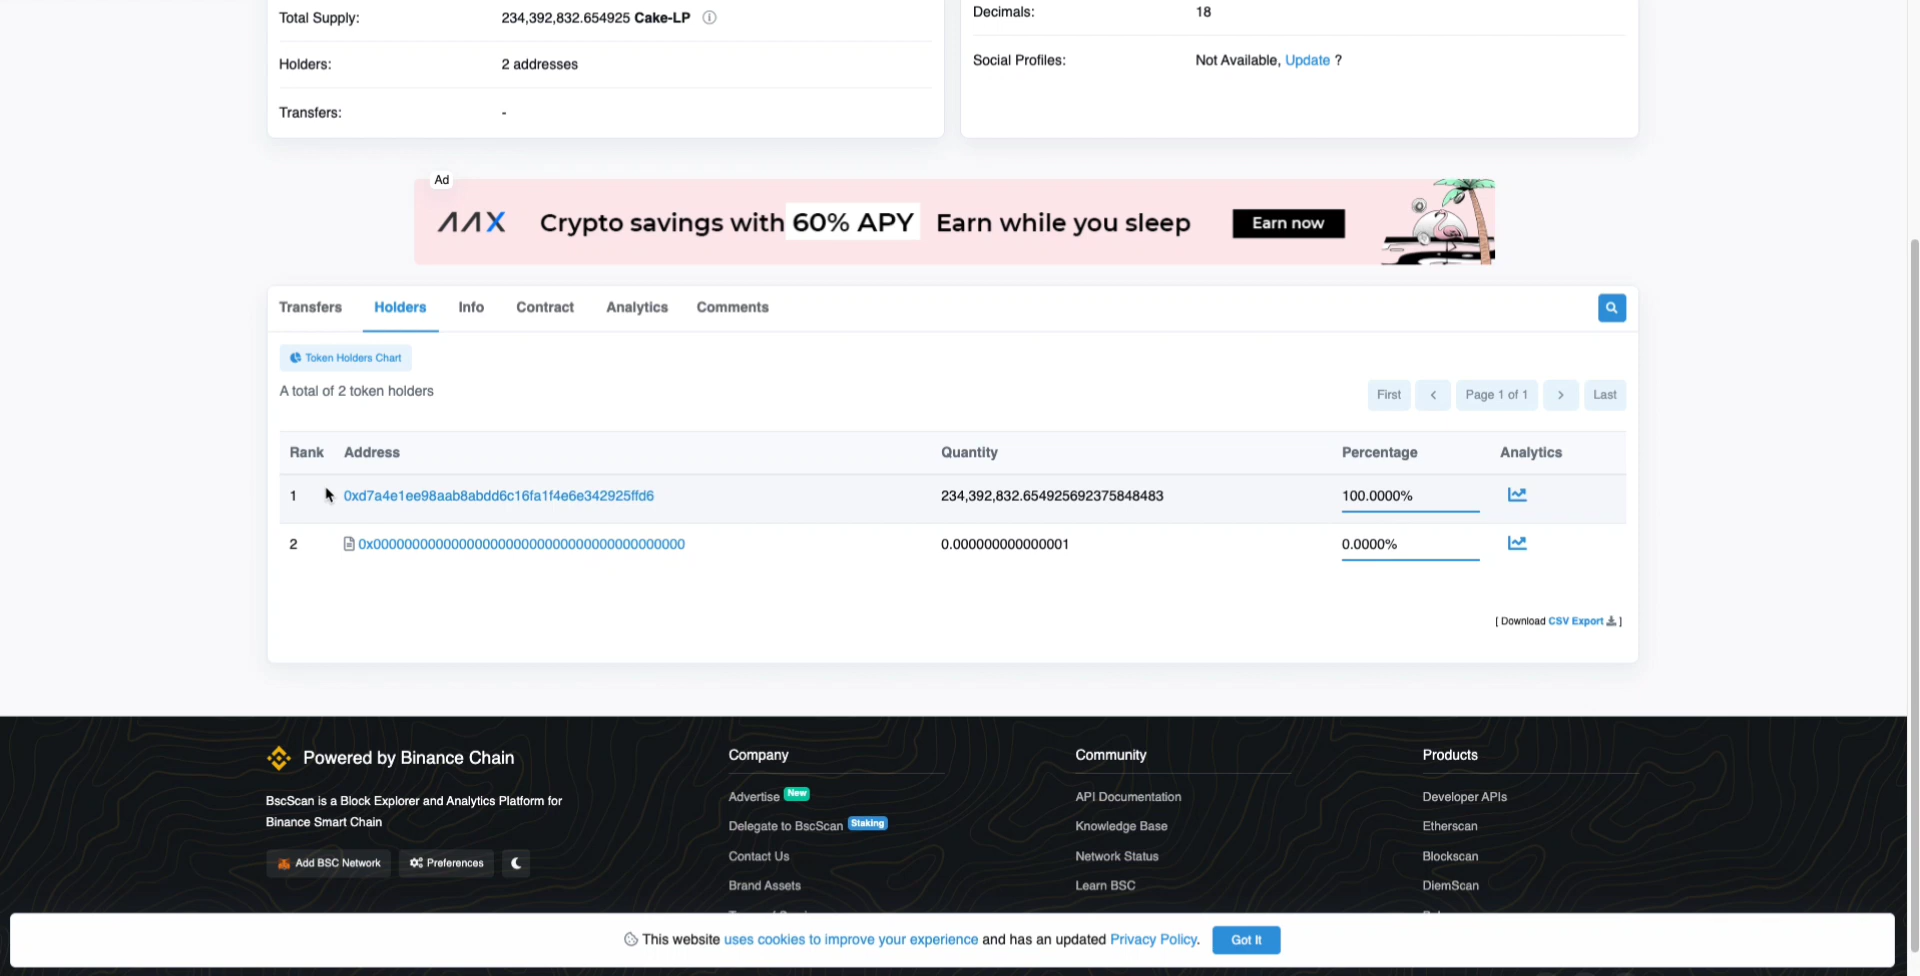 Total Supply: 234,392,832.654925 Cake-LP
Holders: 2 addresses
Transfers: -
Decimals: 18
Social Profiles: Not Available, Update ?
Ad
AAX Crypto savings with 60% APY Earn while you sleep Earn now
Transfers Holders Info Contract Analytics Comments
Token Holders Chart
A total of 2 token holders
First < Page 1 of 1 > Last
Rank Address Quantity Percentage Analytics
1 0xd7a4e1ee98aab8abdd6c16fa1f4e6e342925ffd6 234,392,832.654925692375848483 100.0000%
2 0x0000000000000000000000000000000000000000 0.000000000000001 0.0000%
[ Download CSV Export ]
Powered by Binance Chain
BscScan is a Block Explorer and Analytics Platform for
Binance Smart Chain
Add BSC Network Preferences
Company
Advertise New
Delegate to BscScan Staking
Contact Us
Brand Assets
Community
API Documentation
Knowledge Base
Network Status
Learn BSC
Products
Developer APIs
Etherscan
Blockscan
DiemScan
This website uses cookies to improve your experience and has an updated Privacy Policy. Got It